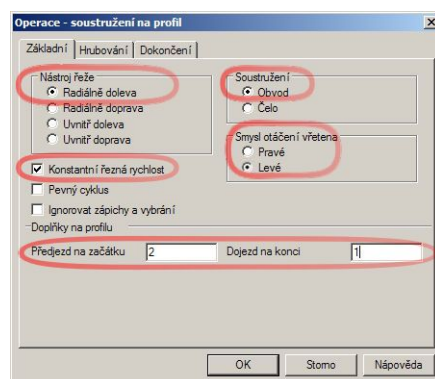 Operace - soustružení na profil
Základní Hrubování Dokončení
Nástroj řeže
Radiálně doleva
Radiálně doprava
Uvnitř doleva
Uvnitř doprava
Soustružení
Obvod
Čelo
Smysl otáčení vřetena
Pravé
Levé
Konstantní řezná rychlost
Pevný cyklus
Ignorovat zápichy a vybrání
Doplňky na profilu
Předjezd na začátku 2 Dojezd na konci 1
OK Storno Nápověda